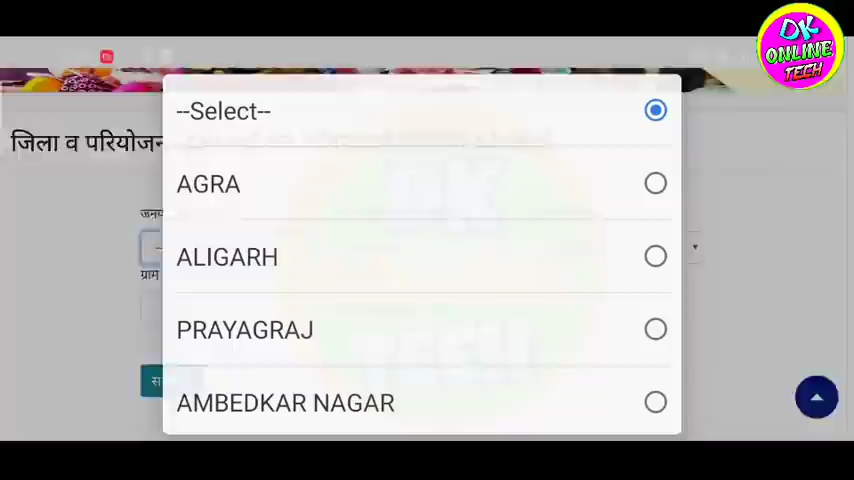 DK
ONLINE
TECH
--Select--
जिला व परियोजन
AGRA
ALIGARH
ग्राम
PRAYAGRAJ
AMBEDKAR NAGAR